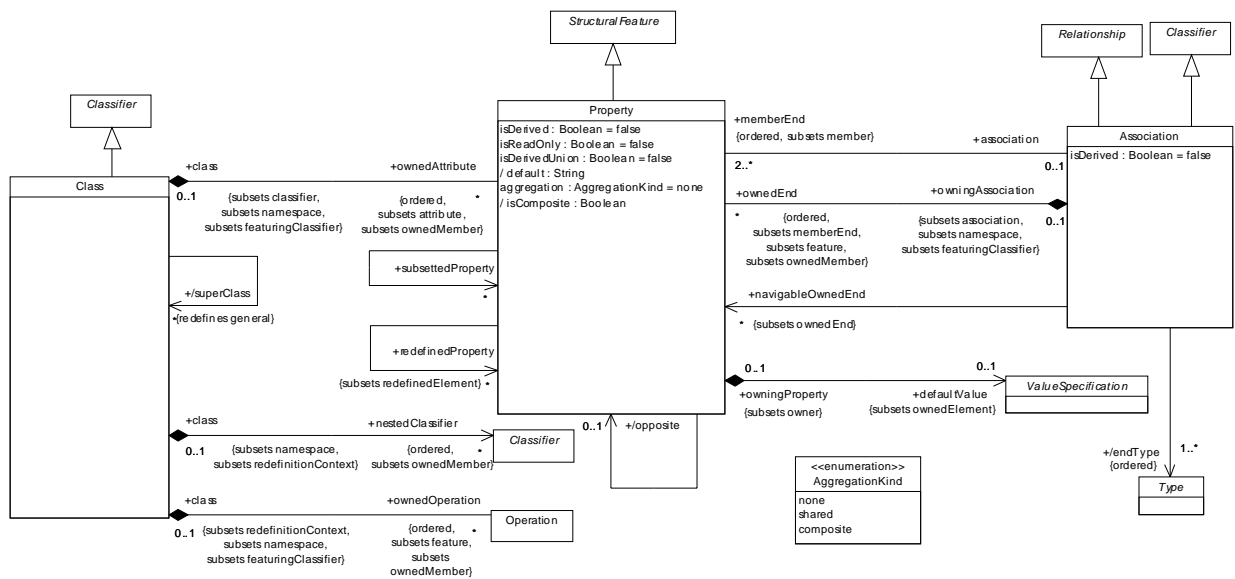 StructuralFeature
Relationship
Classifier
Classifier
Property
isDerived : Boolean = false
isReadOnly : Boolean = false
isDerivedUnion : Boolean = false
/ default : String
aggregation : AggregationKind = none
/ isComposite : Boolean
Association
isDerived : Boolean = false
Class
+memberEnd
{ordered, subsets member}
2..*
+association
0..1
+class
0..1
{subsets classifier,
subsets namespace,
subsets featuringClassifier}
+ownedAttribute
*
{ordered,
subsets attribute,
subsets ownedMember}
+ownedEnd
*
{ordered,
subsets memberEnd,
subsets feature,
subsets ownedMember}
+owningAssociation
0..1
{subsets association,
subsets namespace,
subsets featuringClassifier}
+/superClass
*
{redefines general}
+subsettedProperty
*
+navigableOwnedEnd
* {subsets ownedEnd}
+redefinedProperty
{subsets redefinedElement} *
0..1
+owningProperty
{subsets owner}
0..1
+defaultValue
{subsets ownedElement}
ValueSpecification
+class
0..1
{subsets namespace,
subsets redefinitionContext}
+nestedClassifier
*
{ordered,
subsets ownedMember}
Classifier
0..1
+/opposite
+/endType
{ordered}
1..*
Type
<<enumeration>>
AggregationKind
none
shared
composite
+class
0..1
{subsets redefinitionContext,
subsets namespace,
subsets featuringClassifier}
+ownedOperation
*
{ordered,
subsets feature,
subsets
ownedMember}
Operation